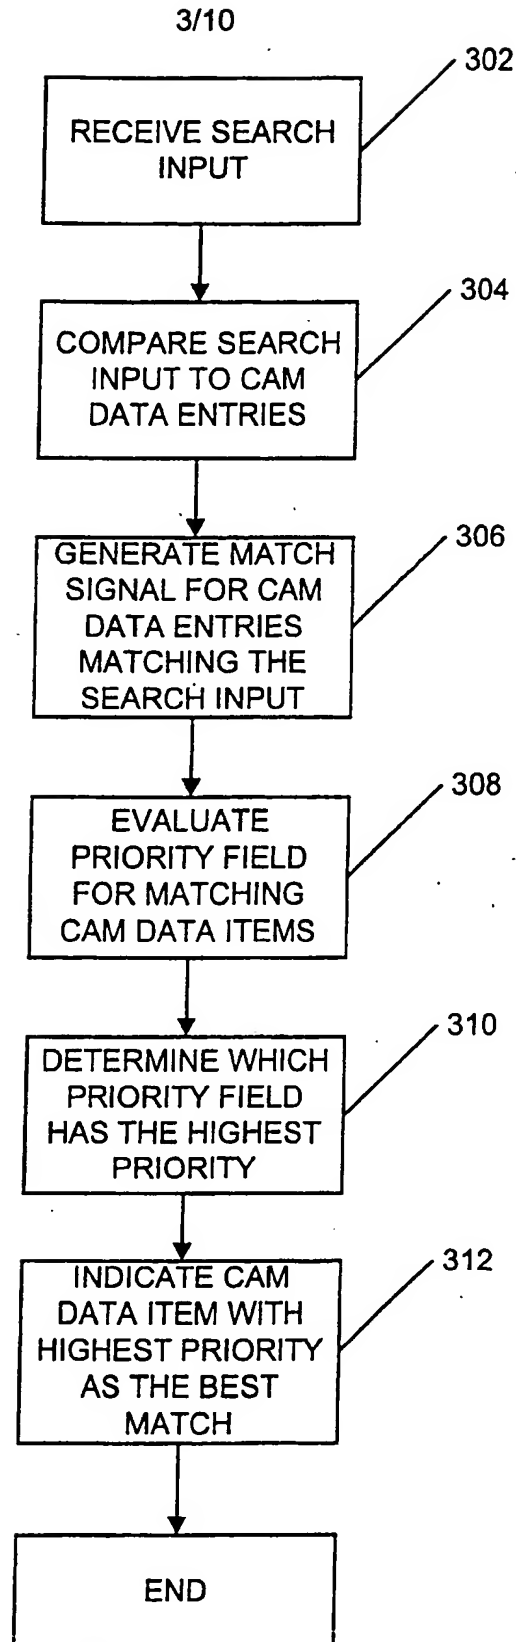 3/10
302
RECEIVE SEARCH
INPUT
304
COMPARE SEARCH
INPUT TO CAM
DATA ENTRIES
306
GENERATE MATCH
SIGNAL FOR CAM
DATA ENTRIES
MATCHING THE
SEARCH INPUT
308
EVALUATE
PRIORITY FIELD
FOR MATCHING
CAM DATA ITEMS
310
DETERMINE WHICH
PRIORITY FIELD
HAS THE HIGHEST
PRIORITY
312
INDICATE CAM
DATA ITEM WITH
HIGHEST PRIORITY
AS THE BEST
MATCH
END